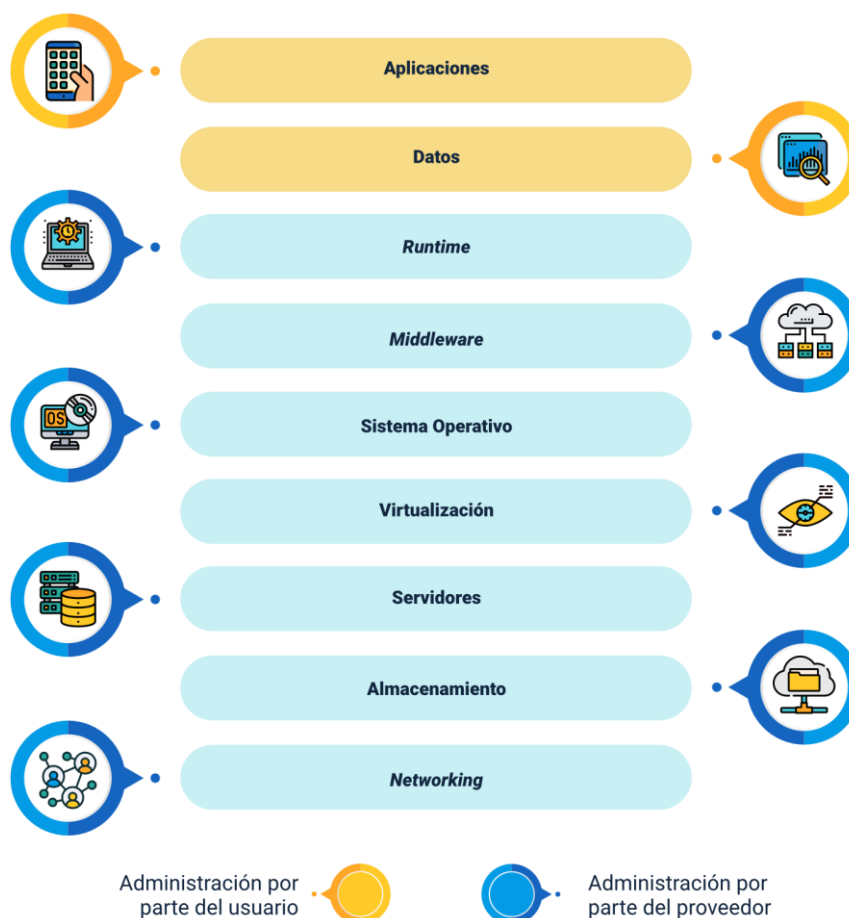 Aplicaciones
Datos
Runtime
Middleware
OS
Sistema Operativo
Virtualización
Servidores
Almacenamiento
Networking
Administración por
parte del usuario
Administración por
parte del proveedor